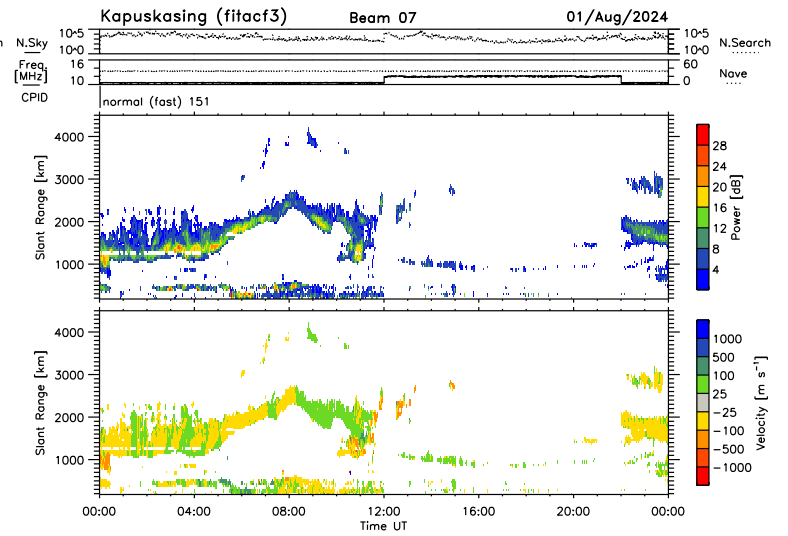 Kapuskasing (fitacf3) Beam 07 01/Aug/2024
n N.Sky 10^5 10^5 N.Search
10^0 10^0
Freq. 16 60 Nave
[MHz] 10 0
CPID normal (fast) 151
4000
3000
2000
1000
Slant Range [km]
28
24
20
16
12
8
4
Power [dB]
4000
3000
2000
1000
Slant Range [km]
1000
500
100
25
-25
-100
-500
-1000
Velocity [m s⁻¹]
00:00 04:00 08:00 12:00 16:00 20:00 00:00
Time UT